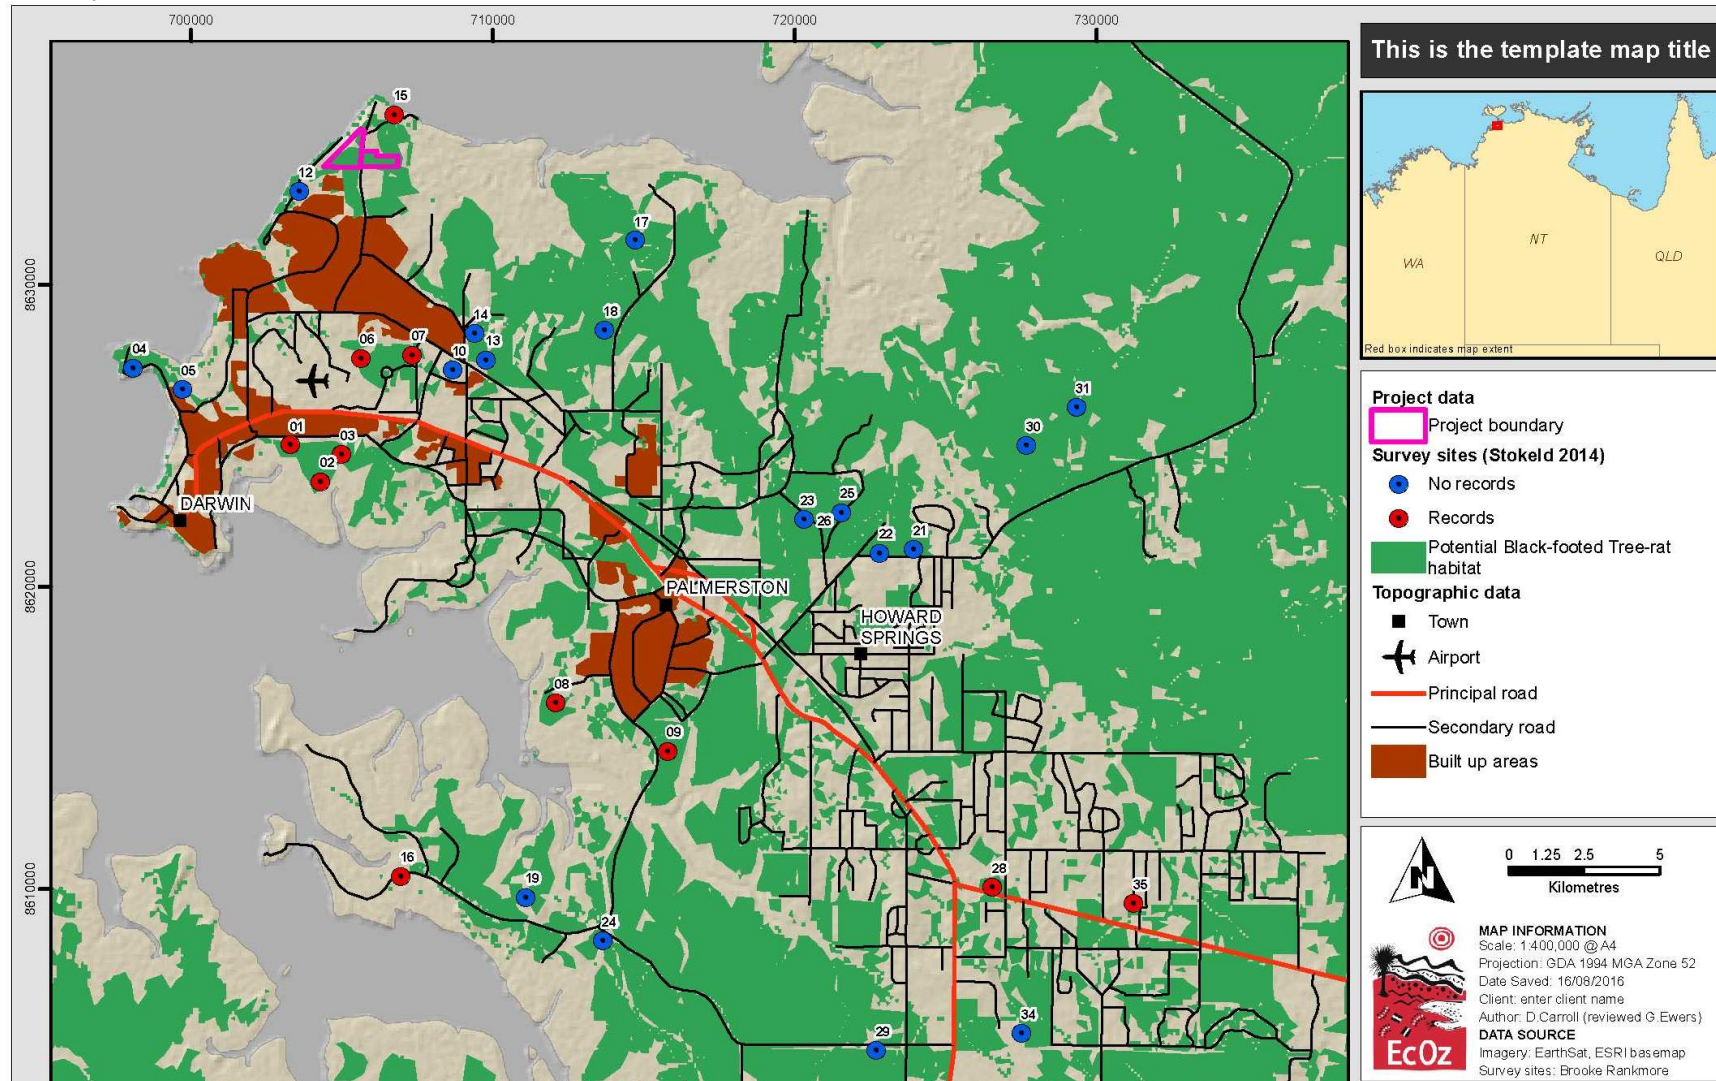 700000
710000
720000
730000
8630000
8620000
8610000
15
12
17
18
14
13
10
07
06
04
05
01
03
02
31
30
23
25
26
22
21
08
09
16
19
24
28
35
34
29
DARWIN
PALMERSTON
HOWARD
SPRINGS
This is the template map title
WA
NT
QLD
Red box indicates map extent
Project data
Project boundary
Survey sites (Stokeld 2014)
No records
Records
Potential Black-footed Tree-rat
habitat
Topographic data
Town
Airport
Principal road
Secondary road
Built up areas
N
0 1.25 2.5 5
Kilometres
MAP INFORMATION
Scale: 1:400,000 @ A4
Projection: GDA 1994 MGA Zone 52
Date Saved: 16/08/2016
Client: enter client name
Author: D.Carroll (reviewed G.Ewers)
DATA SOURCE
Imagery: EarthSat, ESRI basemap
Survey sites: Brooke Rankmore
EcOz